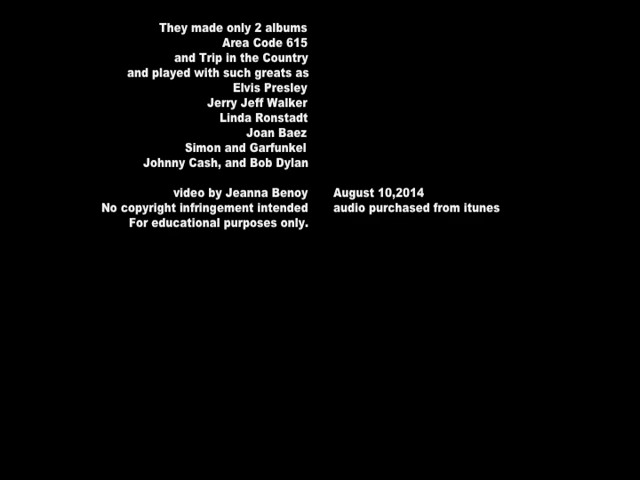 They made only 2 albums
Area Code 615
and Trip in the Country
and played with such greats as
Elvis Presley
Jerry Jeff Walker
Linda Ronstadt
Joan Baez
Simon and Garfunkel
Johnny Cash, and Bob Dylan
video by Jeanna Benoy August 10,2014
No copyright infringement intended audio purchased from itunes
For educational purposes only.